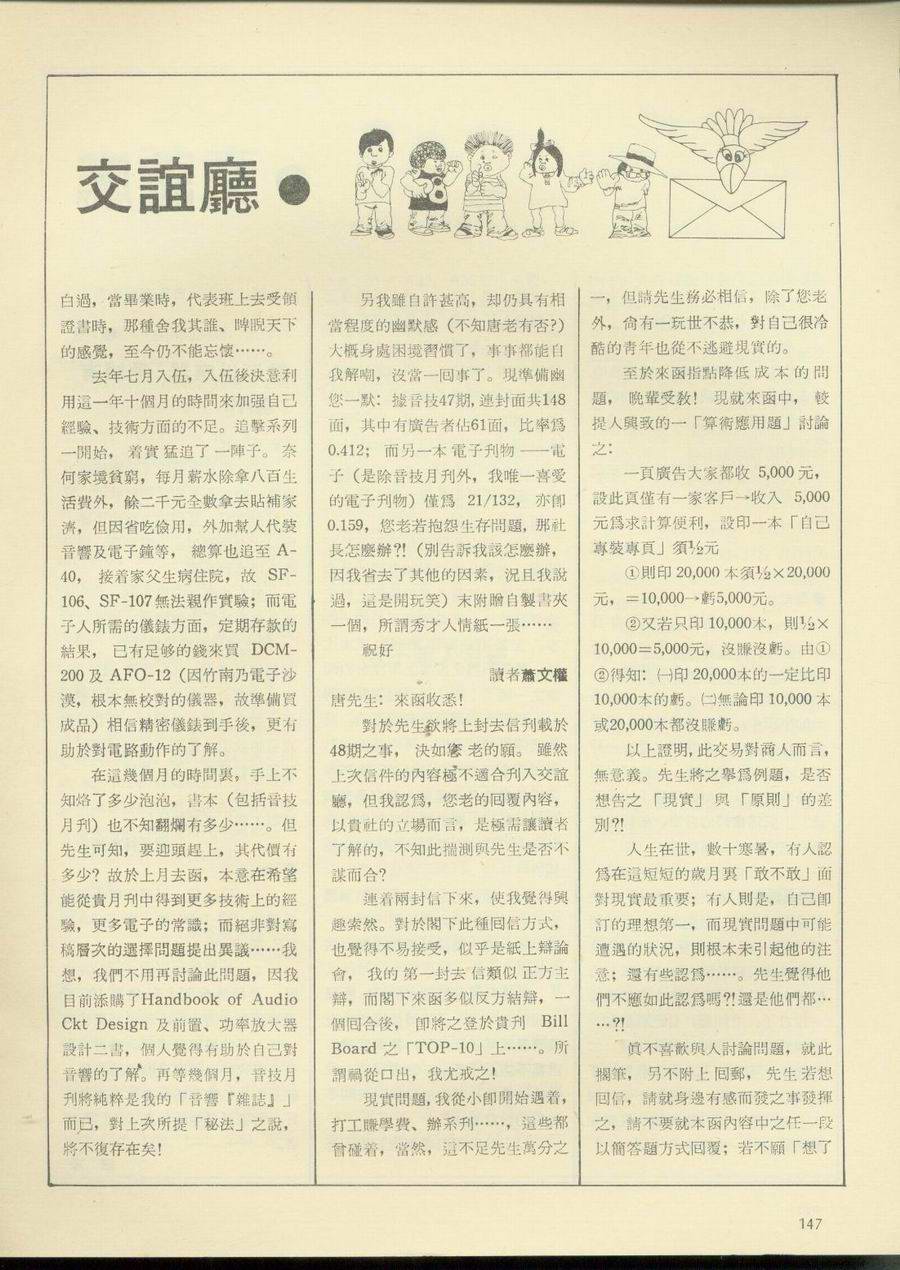 交誼廳●
白過，當畢業時，代表班上去受領
證書時，那種舍我其誰、睥睨天下
的感覺，至今仍不能忘懷……。
去年七月入伍，入伍後決意利
用這一年十個月的時間來加强自己
經驗、技術方面的不足。追擊系列
一開始，着實猛追了一陣子。奈
何家境貧窮，每月薪水除拿八百生
活費外，餘二千元全數拿去貼補家
濟，但因省吃儉用，外加幫人代裝
音響及電子鐘等，總算也追至 A-
40，接着家父生病住院，故 SF-
106、SF-107無法親作實驗；而電
子人所需的儀錶方面，定期存款的
結果，已有足够的錢來買 DCM-
200 及 AFO-12（因竹南乃電子沙
漠，根本無校對的儀器，故準備買
成品）相信精密儀錶到手後，更有
助於對電路動作的了解。
在這幾個月的時間裏，手上不
知烙了多少泡泡，書本（包括音技
月刋）也不知翻爛有多少……。但
先生可知，要迎頭趕上，其代價有
多少？故於上月去函，本意在希望
能從貴月刋中得到更多技術上的經
驗，更多電子的常識；而絕非對寫
稿層次的選擇問題提出異議……我
想，我們不用再討論此問題，因我
目前添購了Handbook of Audio
Ckt Design 及前置、功率放大器
設計二書，個人覺得有助於自己對
音響的了解。再等幾個月，音技月
刋將純粹是我的「音響『雜誌』」
而已，對上次所提「秘法」之說，
將不復存在矣！
另我雖自許甚高，却仍具有相
當程度的幽默感（不知唐老有否？）
大概身處困境習慣了，事事都能自
我解嘲，沒當一回事了。現準備幽
您一默：據音技47期，連封面共148
面，其中有廣告者佔61面，比率爲
0.412；而另一本電子刋物——電
子（是除音技月刋外，我唯一喜愛
的電子刋物）僅爲 21/132，亦卽
0.159，您老若抱怨生存問題，那社
長怎麼辦?!（別告訴我該怎麼辦，
因我省去了其他的因素，況且我說
過，這是開玩笑）末附贈自製書夾
一個，所謂秀才人情紙一張……
祝好
讀者蕭文權
唐先生：來函收悉！
對於先生欲將上封去信刋載於
48期之事，決如您老的願。雖然
上次信件的內容極不適合刋入交誼
廳，但我認爲，您老的回覆內容，
以貴社的立場而言，是極需讓讀者
了解的，不知此揣測與先生是否不
謀而合？
連着兩封信下來，使我覺得興
趣索然。對於閣下此種回信方式，
也覺得不易接受，似乎是紙上辯論
會，我的第一封去信類似正方主
辯，而閣下來函多似反方結辯，一
個回合後，卽將之登於貴刋 Bill
Board 之「TOP-10」上……。所
謂禍從口出，我尤戒之！
現實問題，我從小卽開始遇着，
打工賺學費、辦系刋……，這些都
曾碰着，當然，這不足先生萬分之
一，但請先生務必相信，除了您老
外，尙有一玩世不恭，對自己很冷
酷的靑年也從不逃避現實的。
至於來函指點降低成本的問
題，晚輩受敎！現就來函中，較
提人興致的一「算術應用題」討論
之：
一頁廣告大家都收 5,000 元，
設此頁僅有一家客戶→收入 5,000
元爲求計算便利，設印一本「自己
專裝專頁」須½元
①則印 20,000 本須½×20,000
元，＝10,000→虧5,000元。
②又若只印 10,000本，則½×
10,000＝5,000元，沒賺沒虧。由①
②得知：㈠印 20,000本的一定比印
10,000本的虧。㈡無論印 10,000 本
或20,000本都沒賺虧。
以上證明，此交易對兩人而言，
無意義。先生將之擧爲例題，是否
想告之「現實」與「原則」的差
別?!
人生在世，數十寒暑，有人認
爲在這短短的歲月裏「敢不敢」面
對現實最重要；有人則是，自己卽
訂的理想第一，而現實問題中可能
遭遇的狀況，則根本未引起他的注
意；還有些認爲……。先生覺得他
們不應如此認爲嗎?!還是他們都…
…?!
眞不喜歡與人討論問題，就此
擱筆，另不附上回郵，先生若想
回信，請就身邊有感而發之事發揮
之，請不要就本函內容中之任一段
以簡答題方式回覆；若不願「想了
147